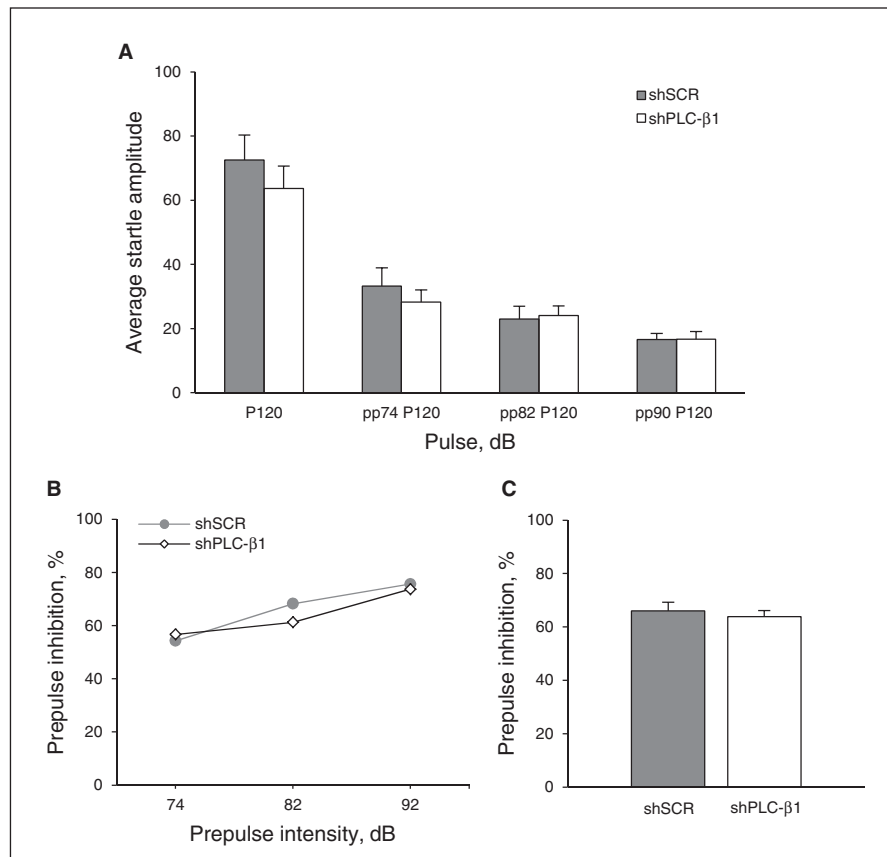 A
100
80
60
40
20
0
Average startle amplitude
shSCR
shPLC-β1
P120 pp74 P120 pp82 P120 pp90 P120
Pulse, dB
B
100
80
60
40
20
0
Prepulse inhibition, %
shSCR
shPLC-β1
74 82 92
Prepulse intensity, dB
C
100
80
60
40
20
0
Prepulse inhibition, %
shSCR shPLC-β1